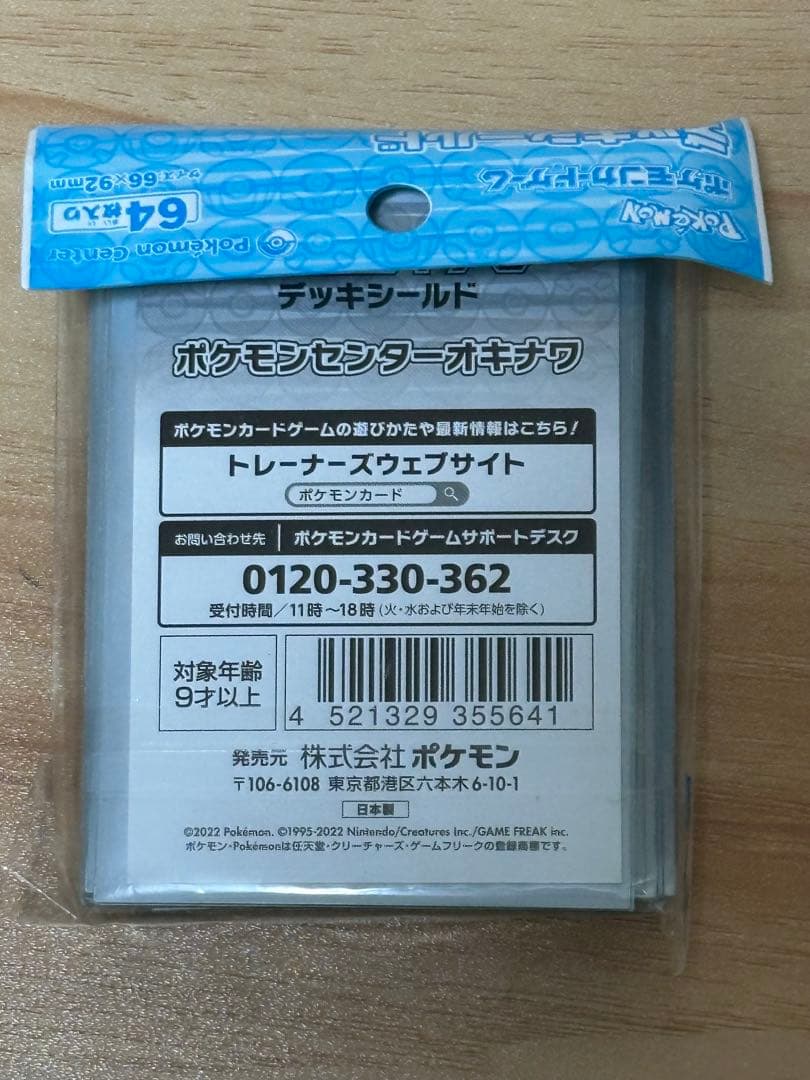 デッキシールド
ポケモンカードゲーム
POKÉMON
サイズ:66×92mm
64枚入り
Pokémon Center
デッキシールド
ポケモンセンターオキナワ
ポケモンカードゲームの遊びかたや最新情報はこちら!
トレーナーズウェブサイト
ポケモンカード
お問い合わせ先 | ポケモンカードゲームサポートデスク
0120-330-362
受付時間/11時~18時(火・水および年末年始を除く)
対象年齢
9才以上
4 521329 355641
発売元 株式会社 ポケモン
〒106-6108 東京都港区六本木6-10-1
日本製
©2022 Pokémon. ©1995-2022 Nintendo/Creatures Inc./GAME FREAK inc.
ポケモン・Pokémonは任天堂・クリーチャーズ・ゲームフリークの登録商標です。